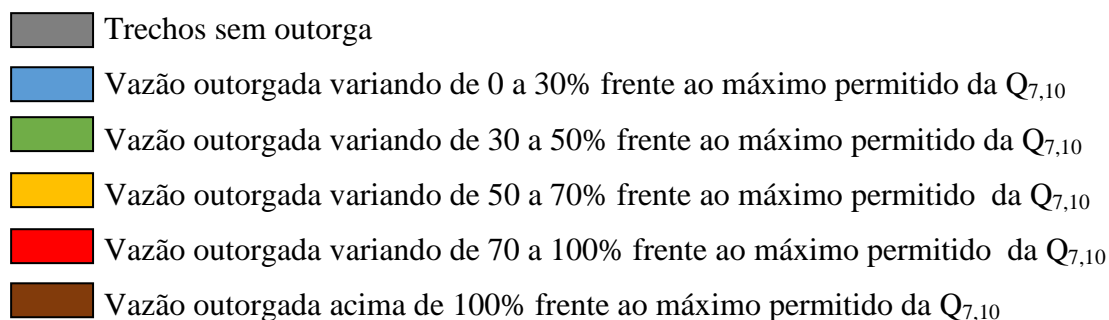 Trechos sem outorga
Vazão outorgada variando de 0 a 30% frente ao máximo permitido da Q7,10
Vazão outorgada variando de 30 a 50% frente ao máximo permitido da Q7,10
Vazão outorgada variando de 50 a 70% frente ao máximo permitido da Q7,10
Vazão outorgada variando de 70 a 100% frente ao máximo permitido da Q7,10
Vazão outorgada acima de 100% frente ao máximo permitido da Q7,10